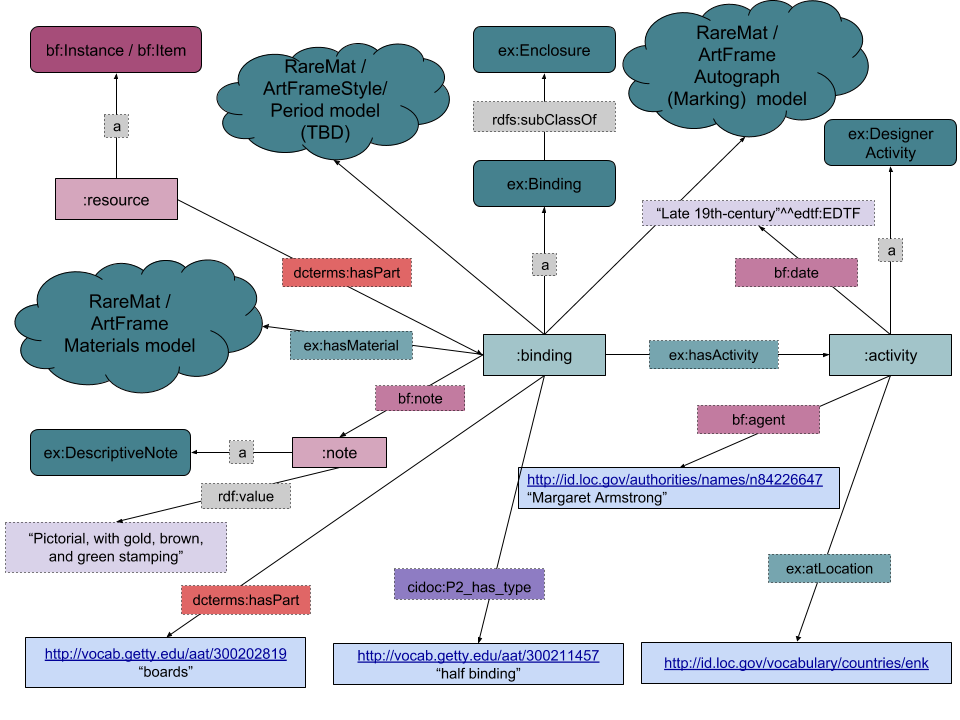 bf:Instance / bf:Item
RareMat /
ArtFrameStyle/
Period model
(TBD)
ex:Enclosure
RareMat /
ArtFrame
Autograph
(Marking) model
a
rdfs:subClassOf
ex:Designer
Activity
ex:Binding
:resource
"Late 19th-century"^^edtf:EDTF
a
dcterms:hasPart
a
bf:date
RareMat /
ArtFrame
Materials model
ex:hasMaterial
:binding
ex:hasActivity
:activity
bf:note
bf:agent
ex:DescriptiveNote
a
:note
http://id.loc.gov/authorities/names/n84226647
“Margaret Armstrong”
rdf:value
“Pictorial, with gold, brown,
and green stamping”
ex:atLocation
cidoc:P2_has_type
dcterms:hasPart
http://vocab.getty.edu/aat/300202819
“boards”
http://vocab.getty.edu/aat/300211457
“half binding”
http://id.loc.gov/vocabulary/countries/enk